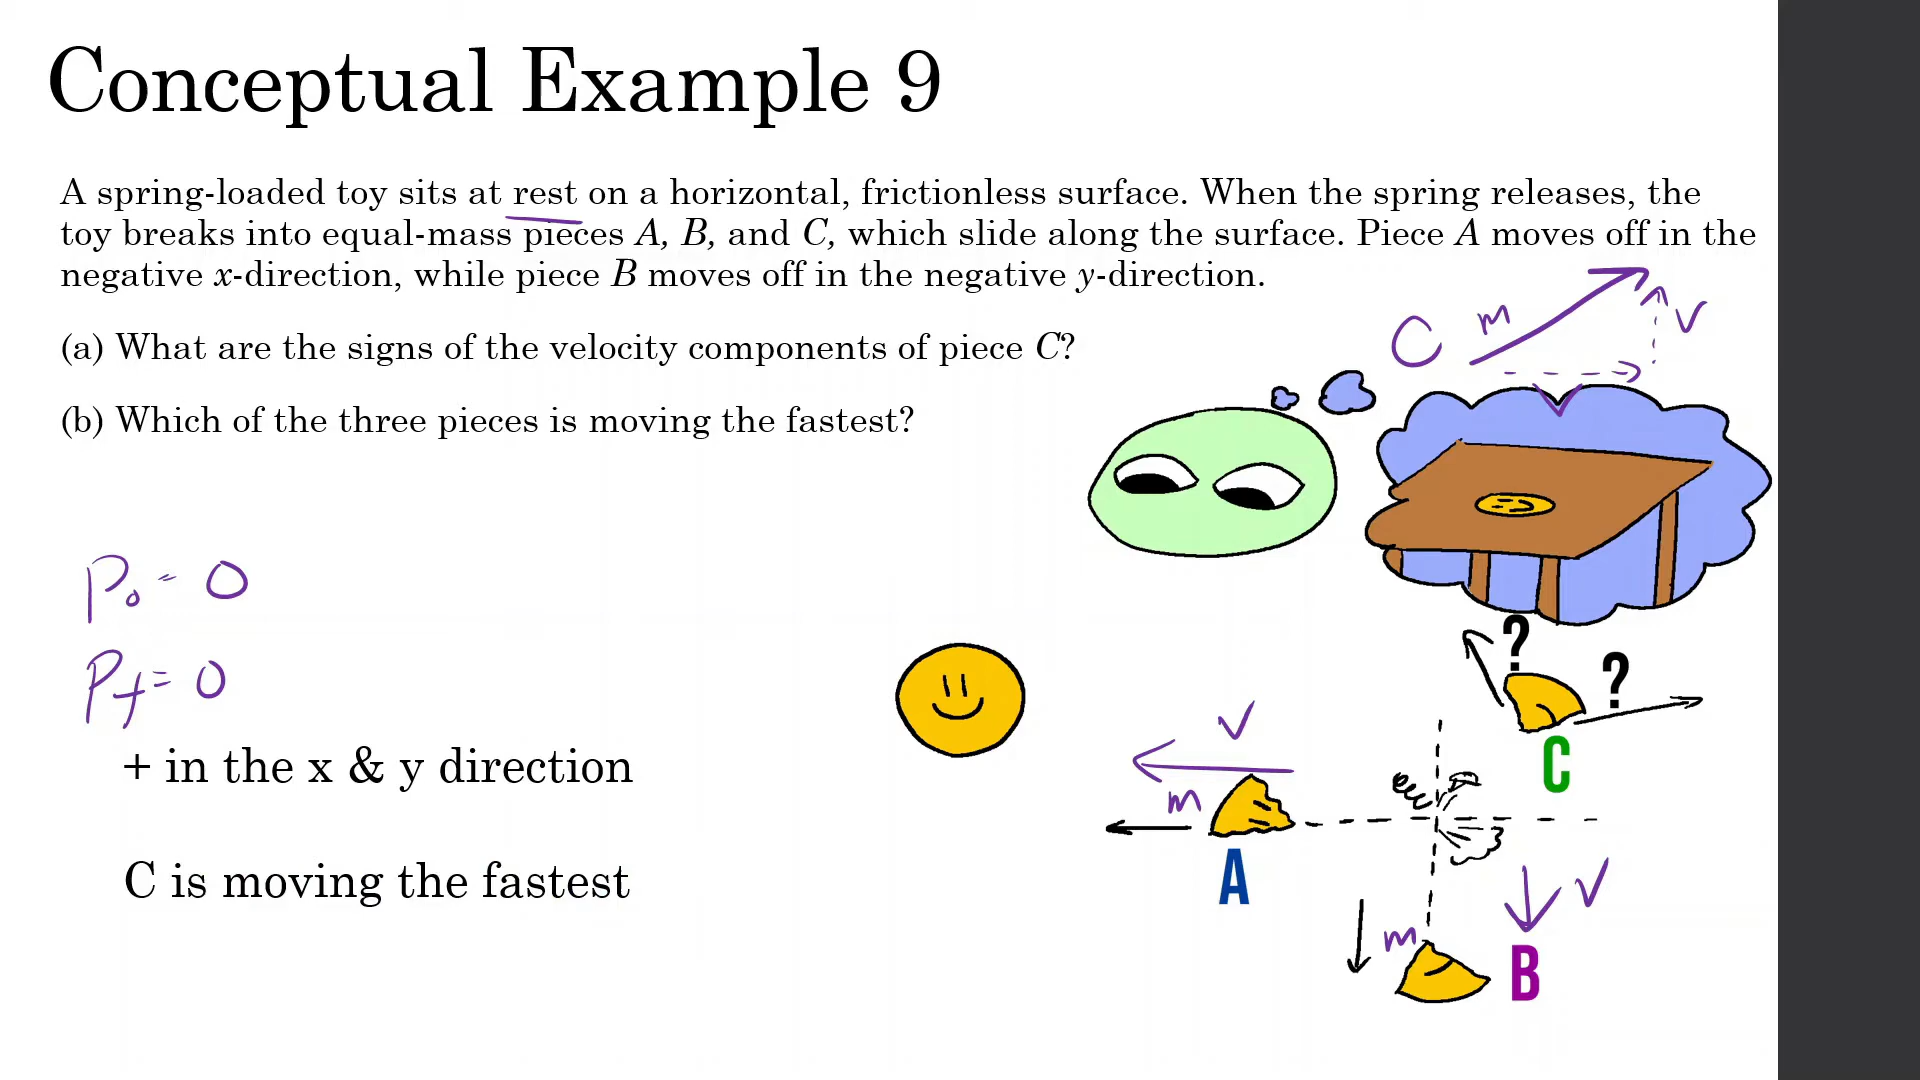 Conceptual Example 9
A spring-loaded toy sits at rest on a horizontal, frictionless surface. When the spring releases, the
toy breaks into equal-mass pieces A, B, and C, which slide along the surface. Piece A moves off in the
negative x-direction, while piece B moves off in the negative y-direction.
(a) What are the signs of the velocity components of piece C?
(b) Which of the three pieces is moving the fastest?
C m v
v
P₀ = 0
Pf = 0
+ in the x & y direction
C is moving the fastest
? ?
C
v
m
A
v
m
B